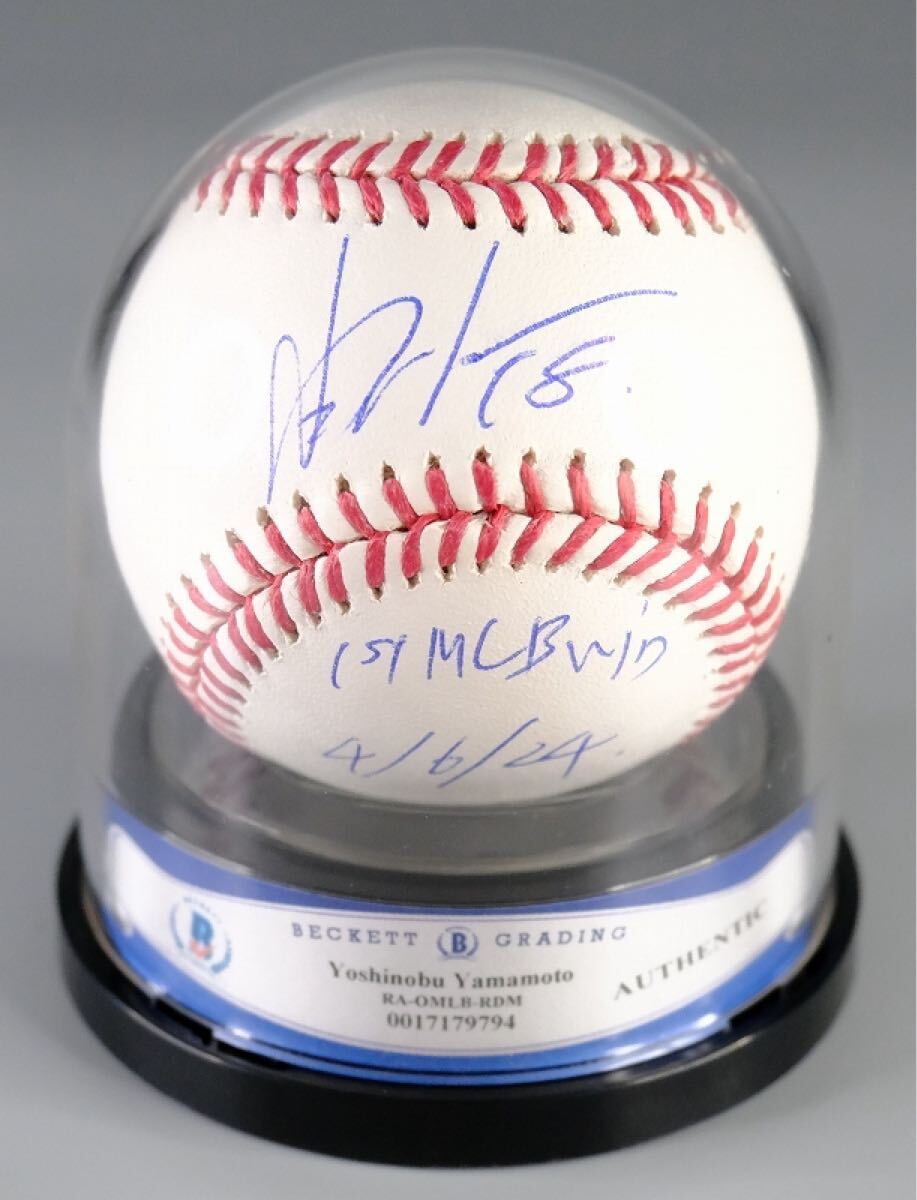 18.
1st MLB win
4/6/24.
BECKETT B GRADING
B
Yoshinobu Yamamoto
RA-OMLB-RDM
0017179794
AUTHENTIC